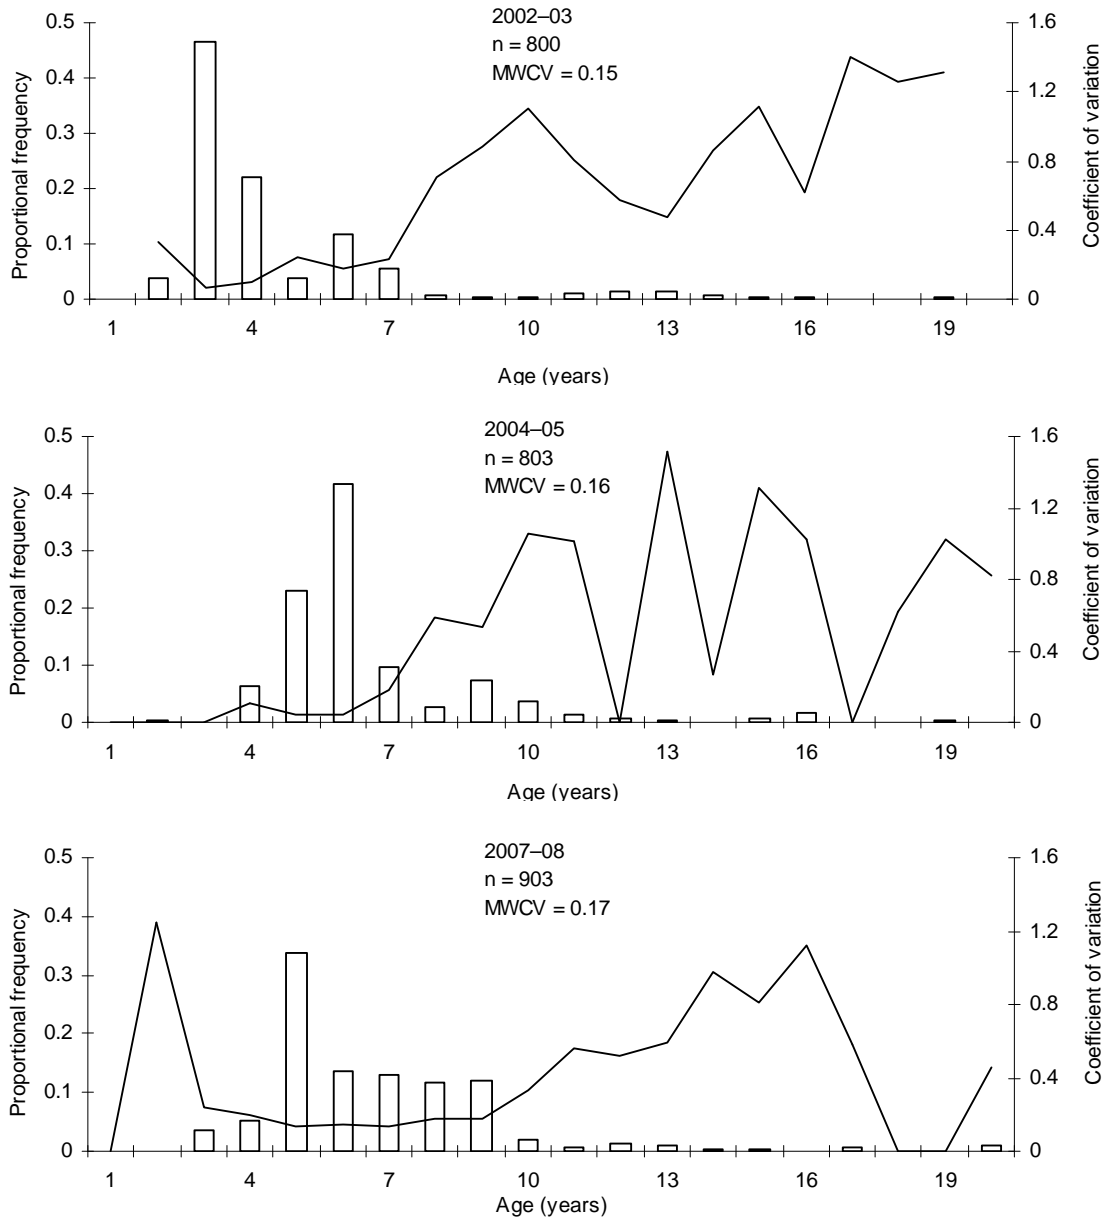 2002–03
n = 800
MWCV = 0.15
Proportional frequency
0.5
0.4
0.3
0.2
0.1
0
1.6
1.2
0.8
0.4
0
Coefficient of variation
1 4 7 10 13 16 19
Age (years)
2004–05
n = 803
MWCV = 0.16
Proportional frequency
0.5
0.4
0.3
0.2
0.1
0
1.6
1.2
0.8
0.4
0
Coefficient of variation
1 4 7 10 13 16 19
Age (years)
2007–08
n = 903
MWCV = 0.17
Proportional frequency
0.5
0.4
0.3
0.2
0.1
0
1.6
1.2
0.8
0.4
0
Coefficient of variation
1 4 7 10 13 16 19
Age (years)